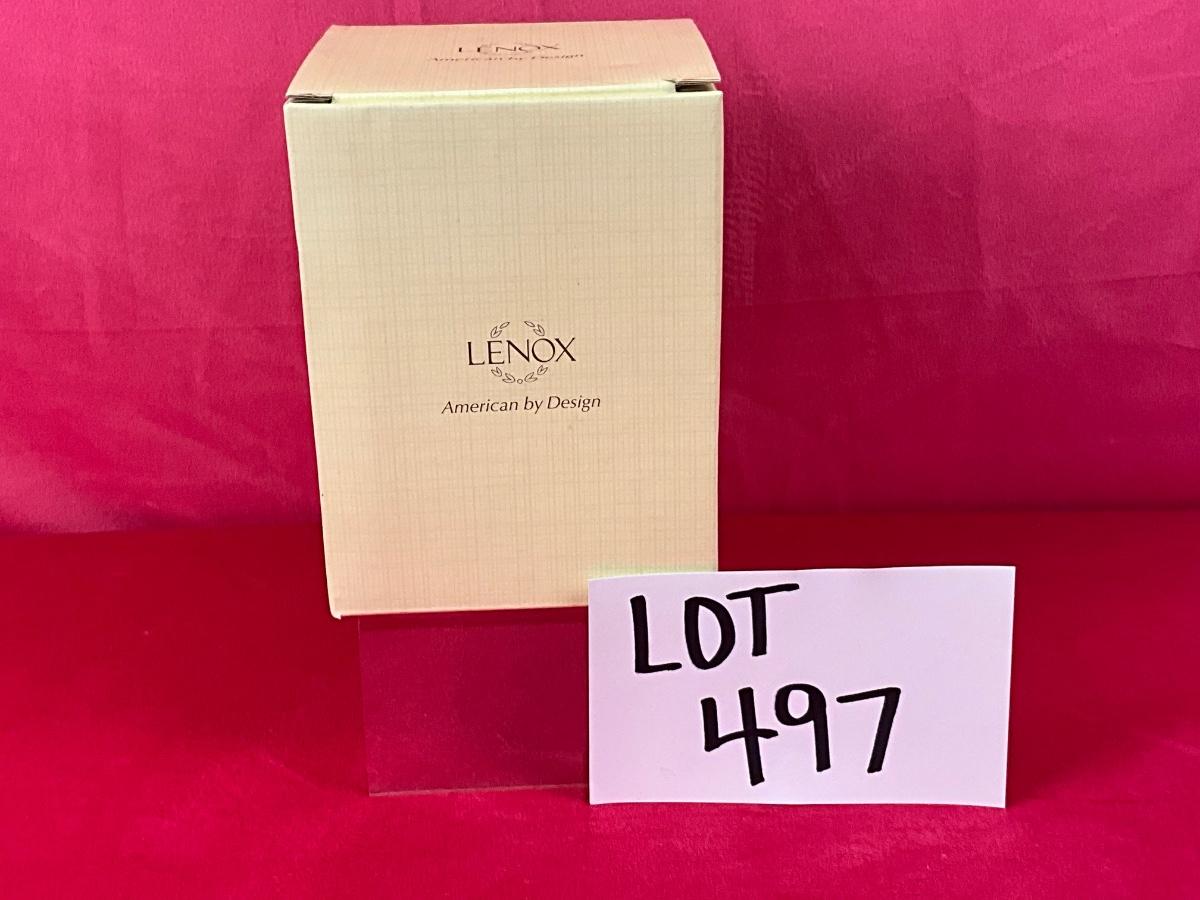 LENOX
American by Design
LENOX
American by Design
LOT
497